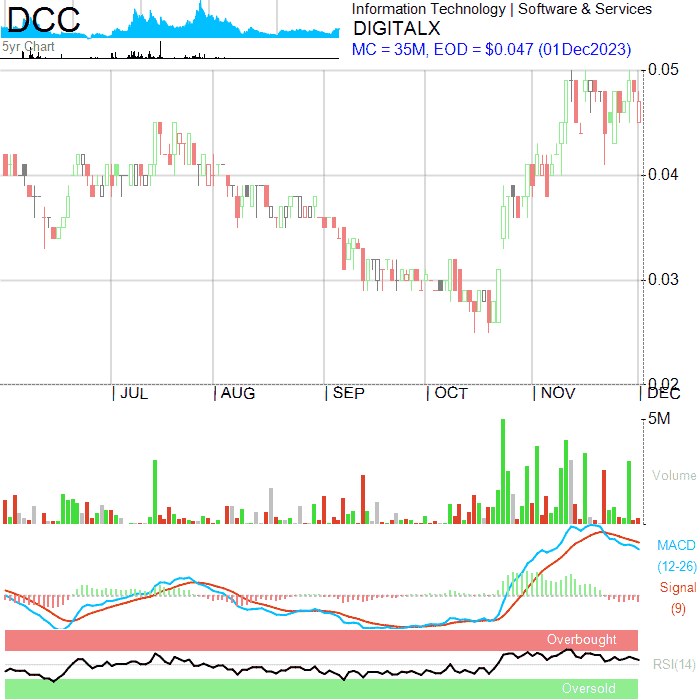 DCC
5yr Chart
Information Technology | Software & Services
DIGITALX
MC = 35M, EOD = $0.047 (01Dec2023)
0.05
0.04
0.03
0.02
JUL
AUG
SEP
OCT
NOV
DEC
5M
Volume
MACD
(12-26)
Signal
(9)
Overbought
RSI(14)
Oversold